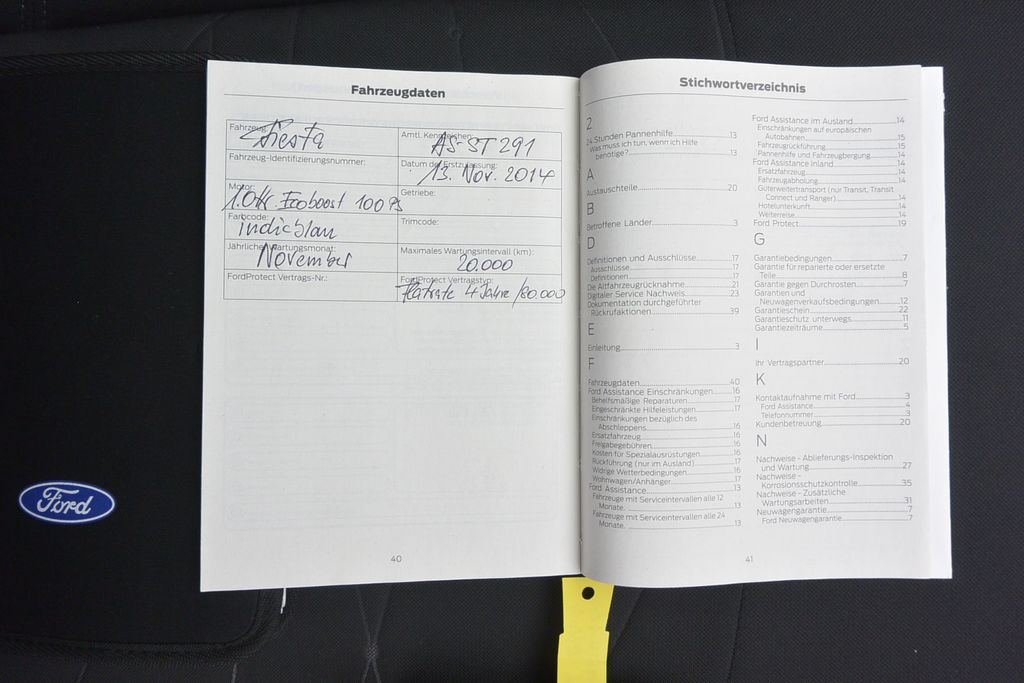 Fahrzeugdaten
Fahrzeug:
Fiesta
Amtl. Kennzeichen:
AS-ST 291
Fahrzeug-Identifizierungsnummer:
Datum der Erstzulassung:
13. Nov. 2014
Motor:
1.0 ltr. Ecoboost 100 PS
Getriebe:
Farbcode:
indicblau
Trimcode:
Jährlicher Wartungsmonat:
November
Maximales Wartungsintervall (km):
20.000
FordProtect Vertrags-Nr.:
FordProtect Vertragstyp:
Flatrate 4 Jahre/80.000
40
Ford
Stichwortverzeichnis
2
24 Stunden Pannenhilfe 13
Was muss ich tun, wenn ich Hilfe
benötige? 13
A
Austauschteile 20
B
Betroffene Länder 3
D
Definitionen und Ausschlüsse 17
Ausschlüsse 17
Definitionen 17
Die Altfahrzeugrücknahme 21
Digitaler Service Nachweis 23
Dokumentation durchgeführter
Rückrufaktionen 39
E
Einleitung 3
F
Fahrzeugdaten 40
Ford Assistance Einschränkungen 16
Behelfsmäßige Reparaturen 17
Eingeschränkte Hilfeleistungen 17
Einschränkungen bezüglich des
Abschleppens 16
Ersatzfahrzeug 16
Freigabegebühren 16
Kosten für Spezialausrüstungen 16
Rückführung (nur im Ausland) 17
Widrige Wetterbedingungen 16
Wohnwagen/Anhänger 17
Ford Assistance 13
Fahrzeuge mit Serviceintervallen alle 12
Monate. 13
Fahrzeuge mit Serviceintervallen alle 24
Monate. 13
Ford Assistance im Ausland 14
Einschränkungen auf europäischen
Autobahnen 15
Fahrzeugrückführung 15
Pannenhilfe und Fahrzeugbergung 14
Ford Assistance Inland 14
Ersatzfahrzeug 14
Fahrzeugabholung 14
Güterweitertransport (nur Transit, Transit
Connect und Ranger) 14
Hotelunterkunft 14
Weiterreise 14
Ford Protect 19
G
Garantiebedingungen 7
Garantie für reparierte oder ersetzte
Teile 8
Garantie gegen Durchrosten 7
Garantien und
Neuwagenverkaufsbedingungen 12
Garantieschein 22
Garantieschutz unterwegs 11
Garantiezeiträume 5
I
Ihr Vertragspartner 20
K
Kontaktaufnahme mit Ford 3
Ford Assistance 4
Telefonnummer 3
Kundenbetreuung 20
N
Nachweise - Ablieferungs-Inspektion
und Wartung 27
Nachweise -
Korrosionsschutzkontrolle 35
Nachweise - Zusätzliche
Wartungsarbeiten 31
Neuwagengarantie 7
Ford Neuwagengarantie 7
41